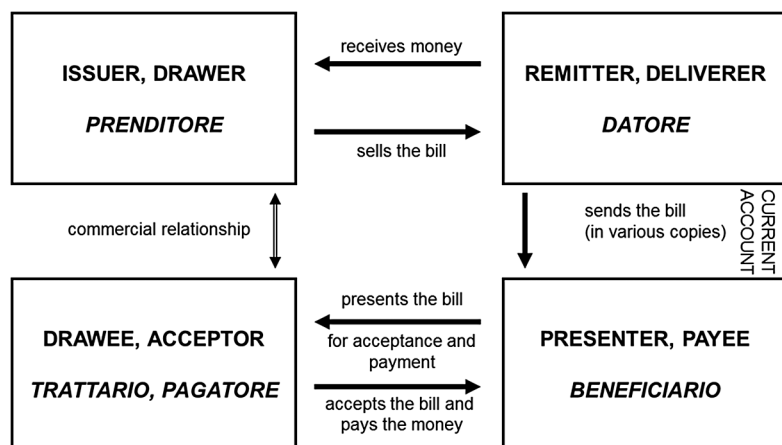 receives money
ISSUER, DRAWER
REMITTER, DELIVERER
PRENDITORE
DATORE
sells the bill
commercial relationship
sends the bill
(in various copies)
CURRENT
ACCOUNT
presents the bill
DRAWEE, ACCEPTOR
for acceptance and
payment
PRESENTER, PAYEE
TRATTARIO, PAGATORE
BENEFICIARIO
accepts the bill and
pays the money